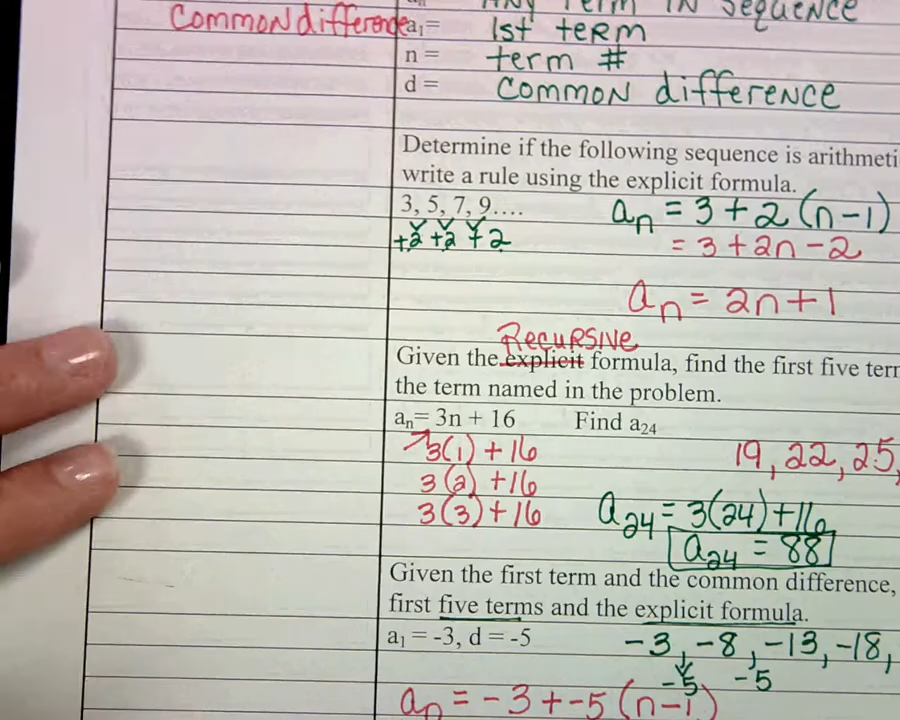 Any Term in sequence
Common difference
a₁ = 1st term
n = term #
d = Common difference
Determine if the following sequence is arithmeti
write a rule using the explicit formula.
3, 5, 7, 9.... aₙ = 3 + 2 (n-1)
+2 +2 +2 = 3 + 2n - 2
aₙ = 2n + 1
Recursive
Given the explicit formula, find the first five ter
the term named in the problem.
aₙ= 3n + 16 Find a₂₄
3(1) + 16 19, 22, 25,
3(2) + 16
3(3) + 16 a₂₄ = 3(24) + 16
a₂₄ = 88
Given the first term and the common difference,
first five terms and the explicit formula.
a₁ = -3, d = -5 -3, -8, -13, -18,
-5 -5
aₙ = -3 + -5 (n-1)